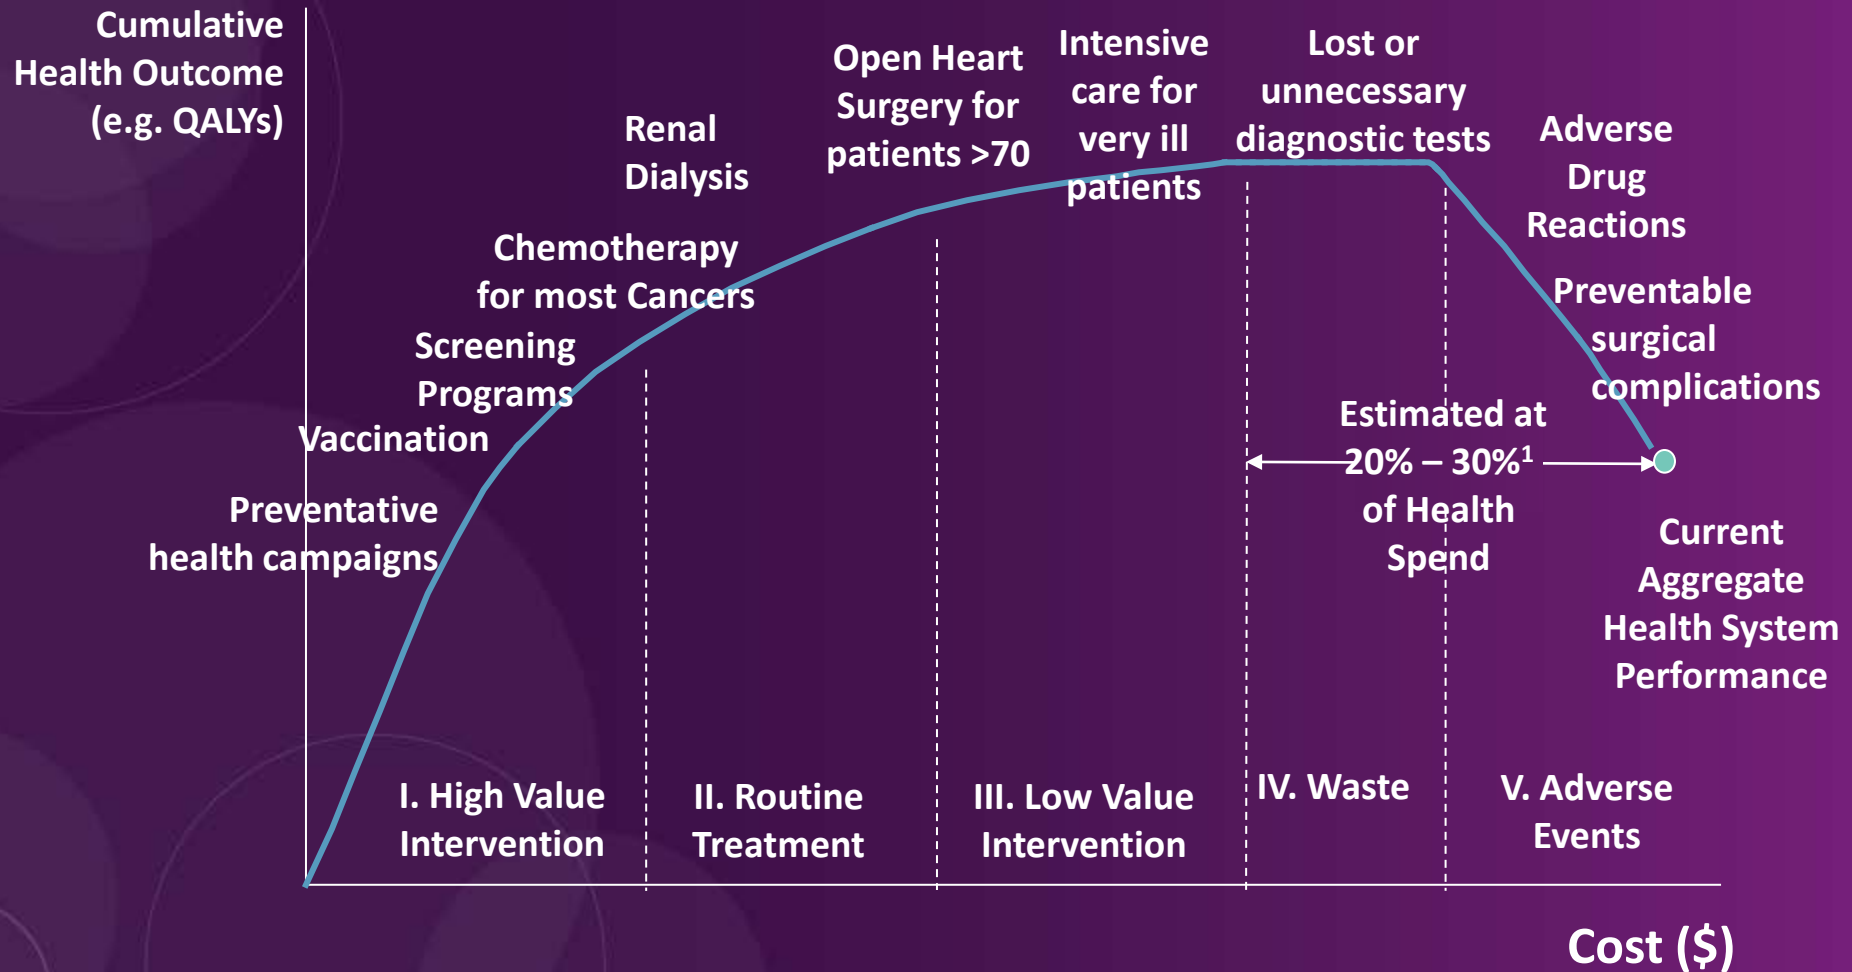 Cumulative
Health Outcome
(e.g. QALYs)
Preventative
health campaigns
Vaccination
Screening
Programs
Chemotherapy
for most Cancers
Renal
Dialysis
Open Heart
Surgery for
patients >70
Intensive
care for
very ill
patients
Lost or
unnecessary
diagnostic tests
Adverse
Drug
Reactions
Preventable
surgical
complications
Estimated at
20% – 30%¹
of Health
Spend
Current
Aggregate
Health System
Performance
I. High Value
Intervention
II. Routine
Treatment
III. Low Value
Intervention
IV. Waste
V. Adverse
Events
Cost ($)